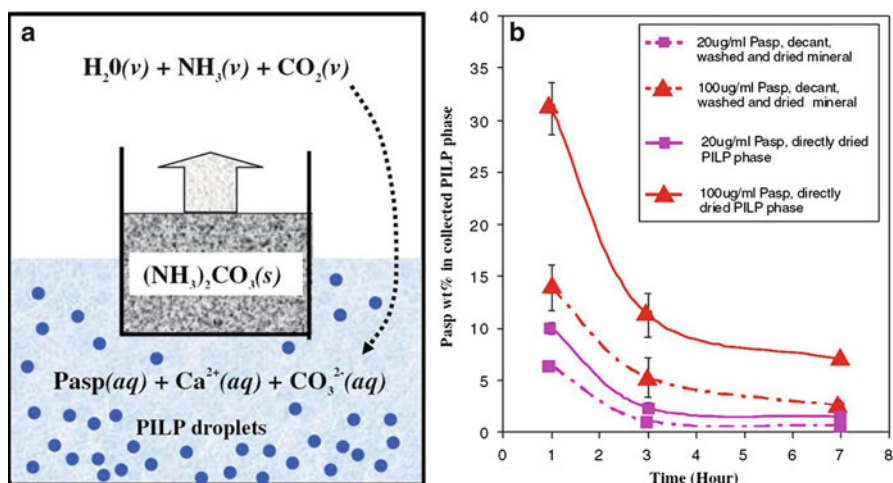 a
H₂0(v) + NH₃(v) + CO₂(v)
(NH₃)₂CO₃(s)
Pasp(aq) + Ca²⁺(aq) + CO₃²⁻(aq)
PILP droplets
b
Pasp wt% in collected PILP phase
40
35
30
25
20
15
10
5
0
20ug/ml Pasp, decant,
washed and dried mineral
100ug/ml Pasp, decant,
washed and dried mineral
20ug/ml Pasp, directly dried
PILP phase
100ug/ml Pasp, directly
dried PILP phase
0 1 2 3 4 5 6 7 8
Time (Hour)